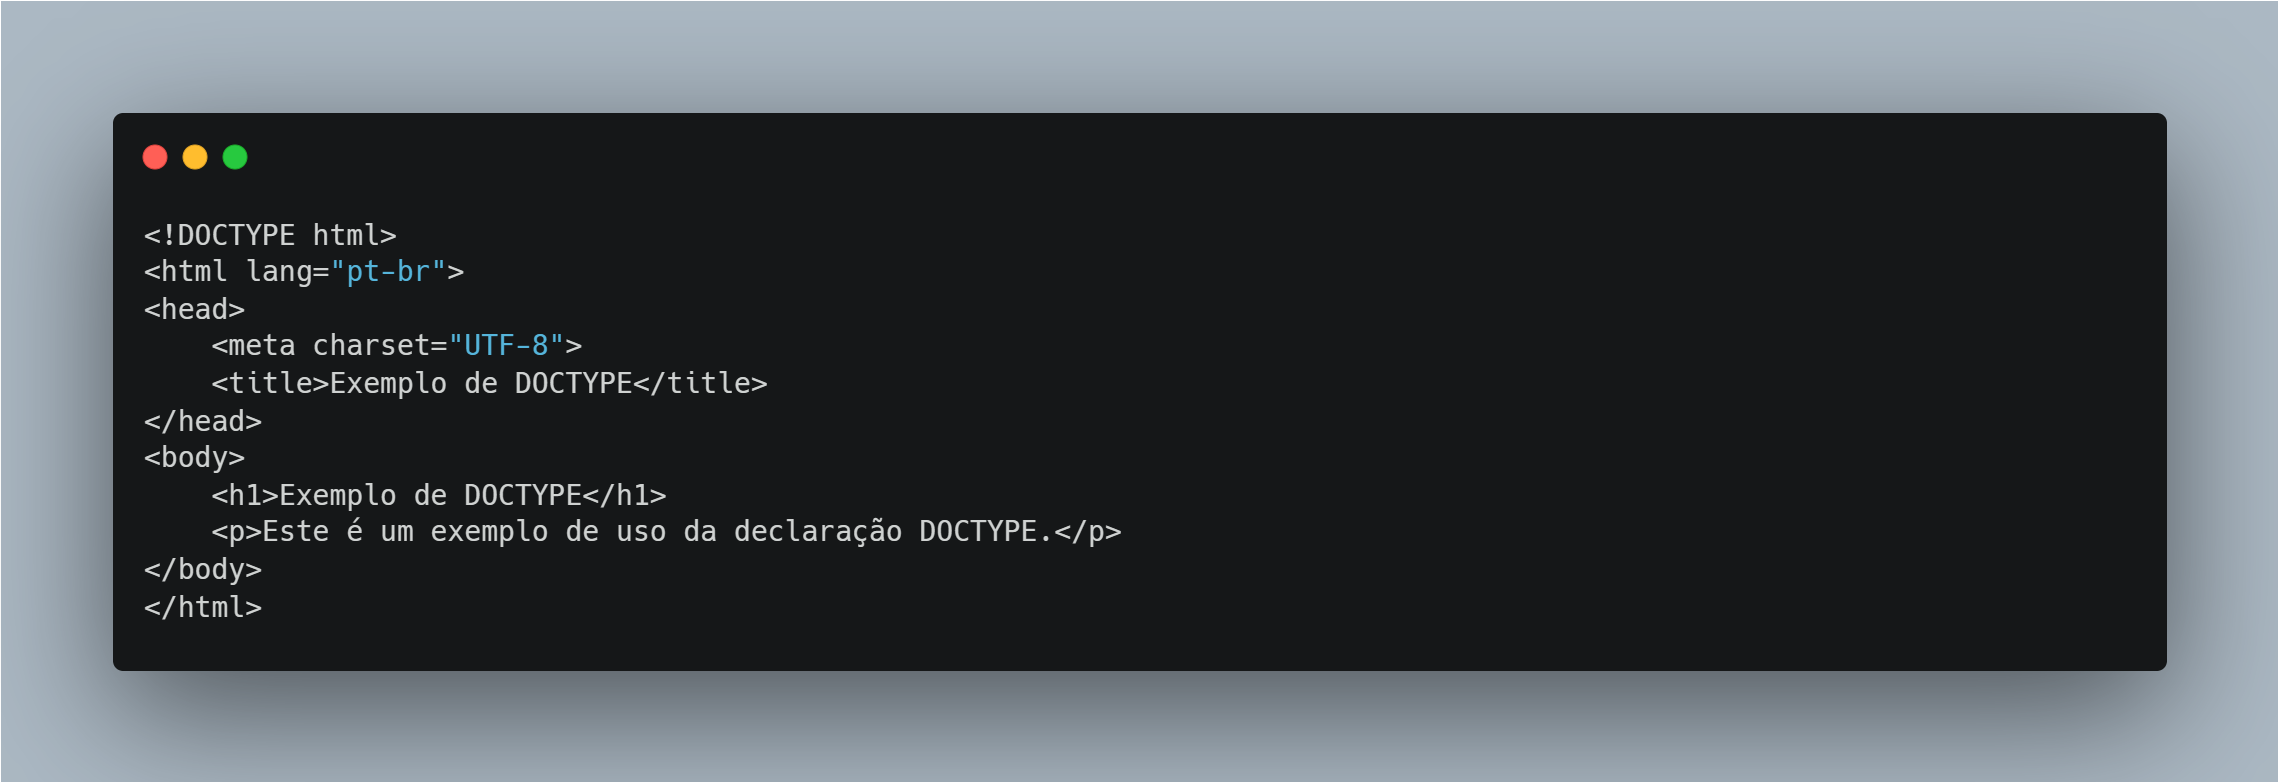 <!DOCTYPE html>
<html lang="pt-br">
<head>
    <meta charset="UTF-8">
    <title>Exemplo de DOCTYPE</title>
</head>
<body>
    <h1>Exemplo de DOCTYPE</h1>
    <p>Este é um exemplo de uso da declaração DOCTYPE.</p>
</body>
</html>